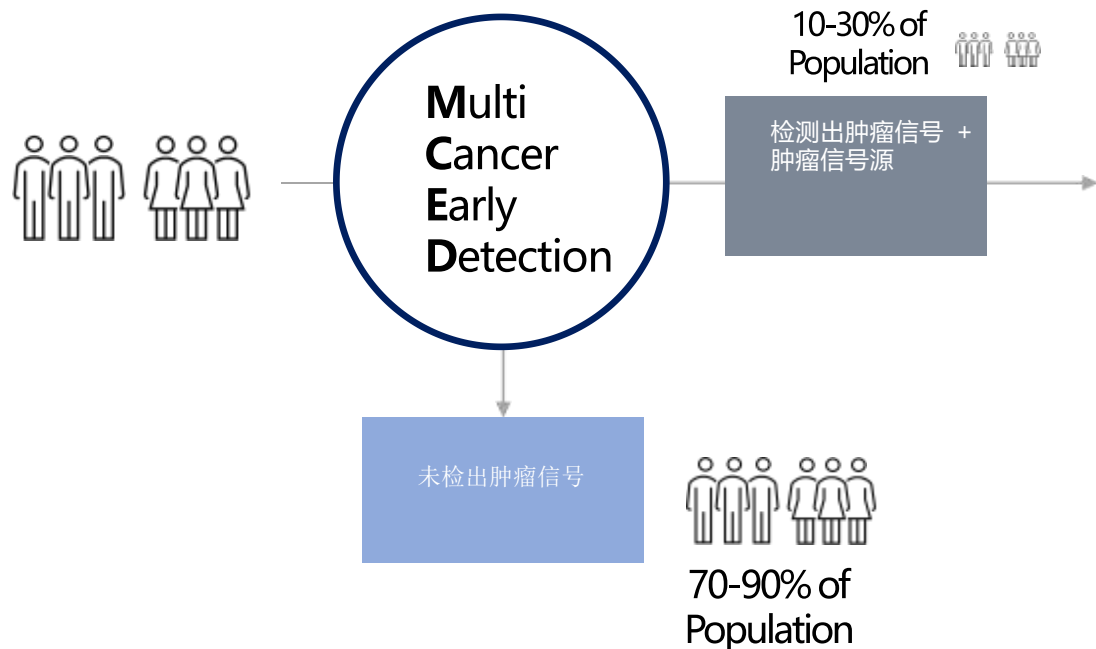 Multi
Cancer
Early
Detection
10-30% of
Population
检测出肿瘤信号 +
肿瘤信号源
未检出肿瘤信号
70-90% of
Population